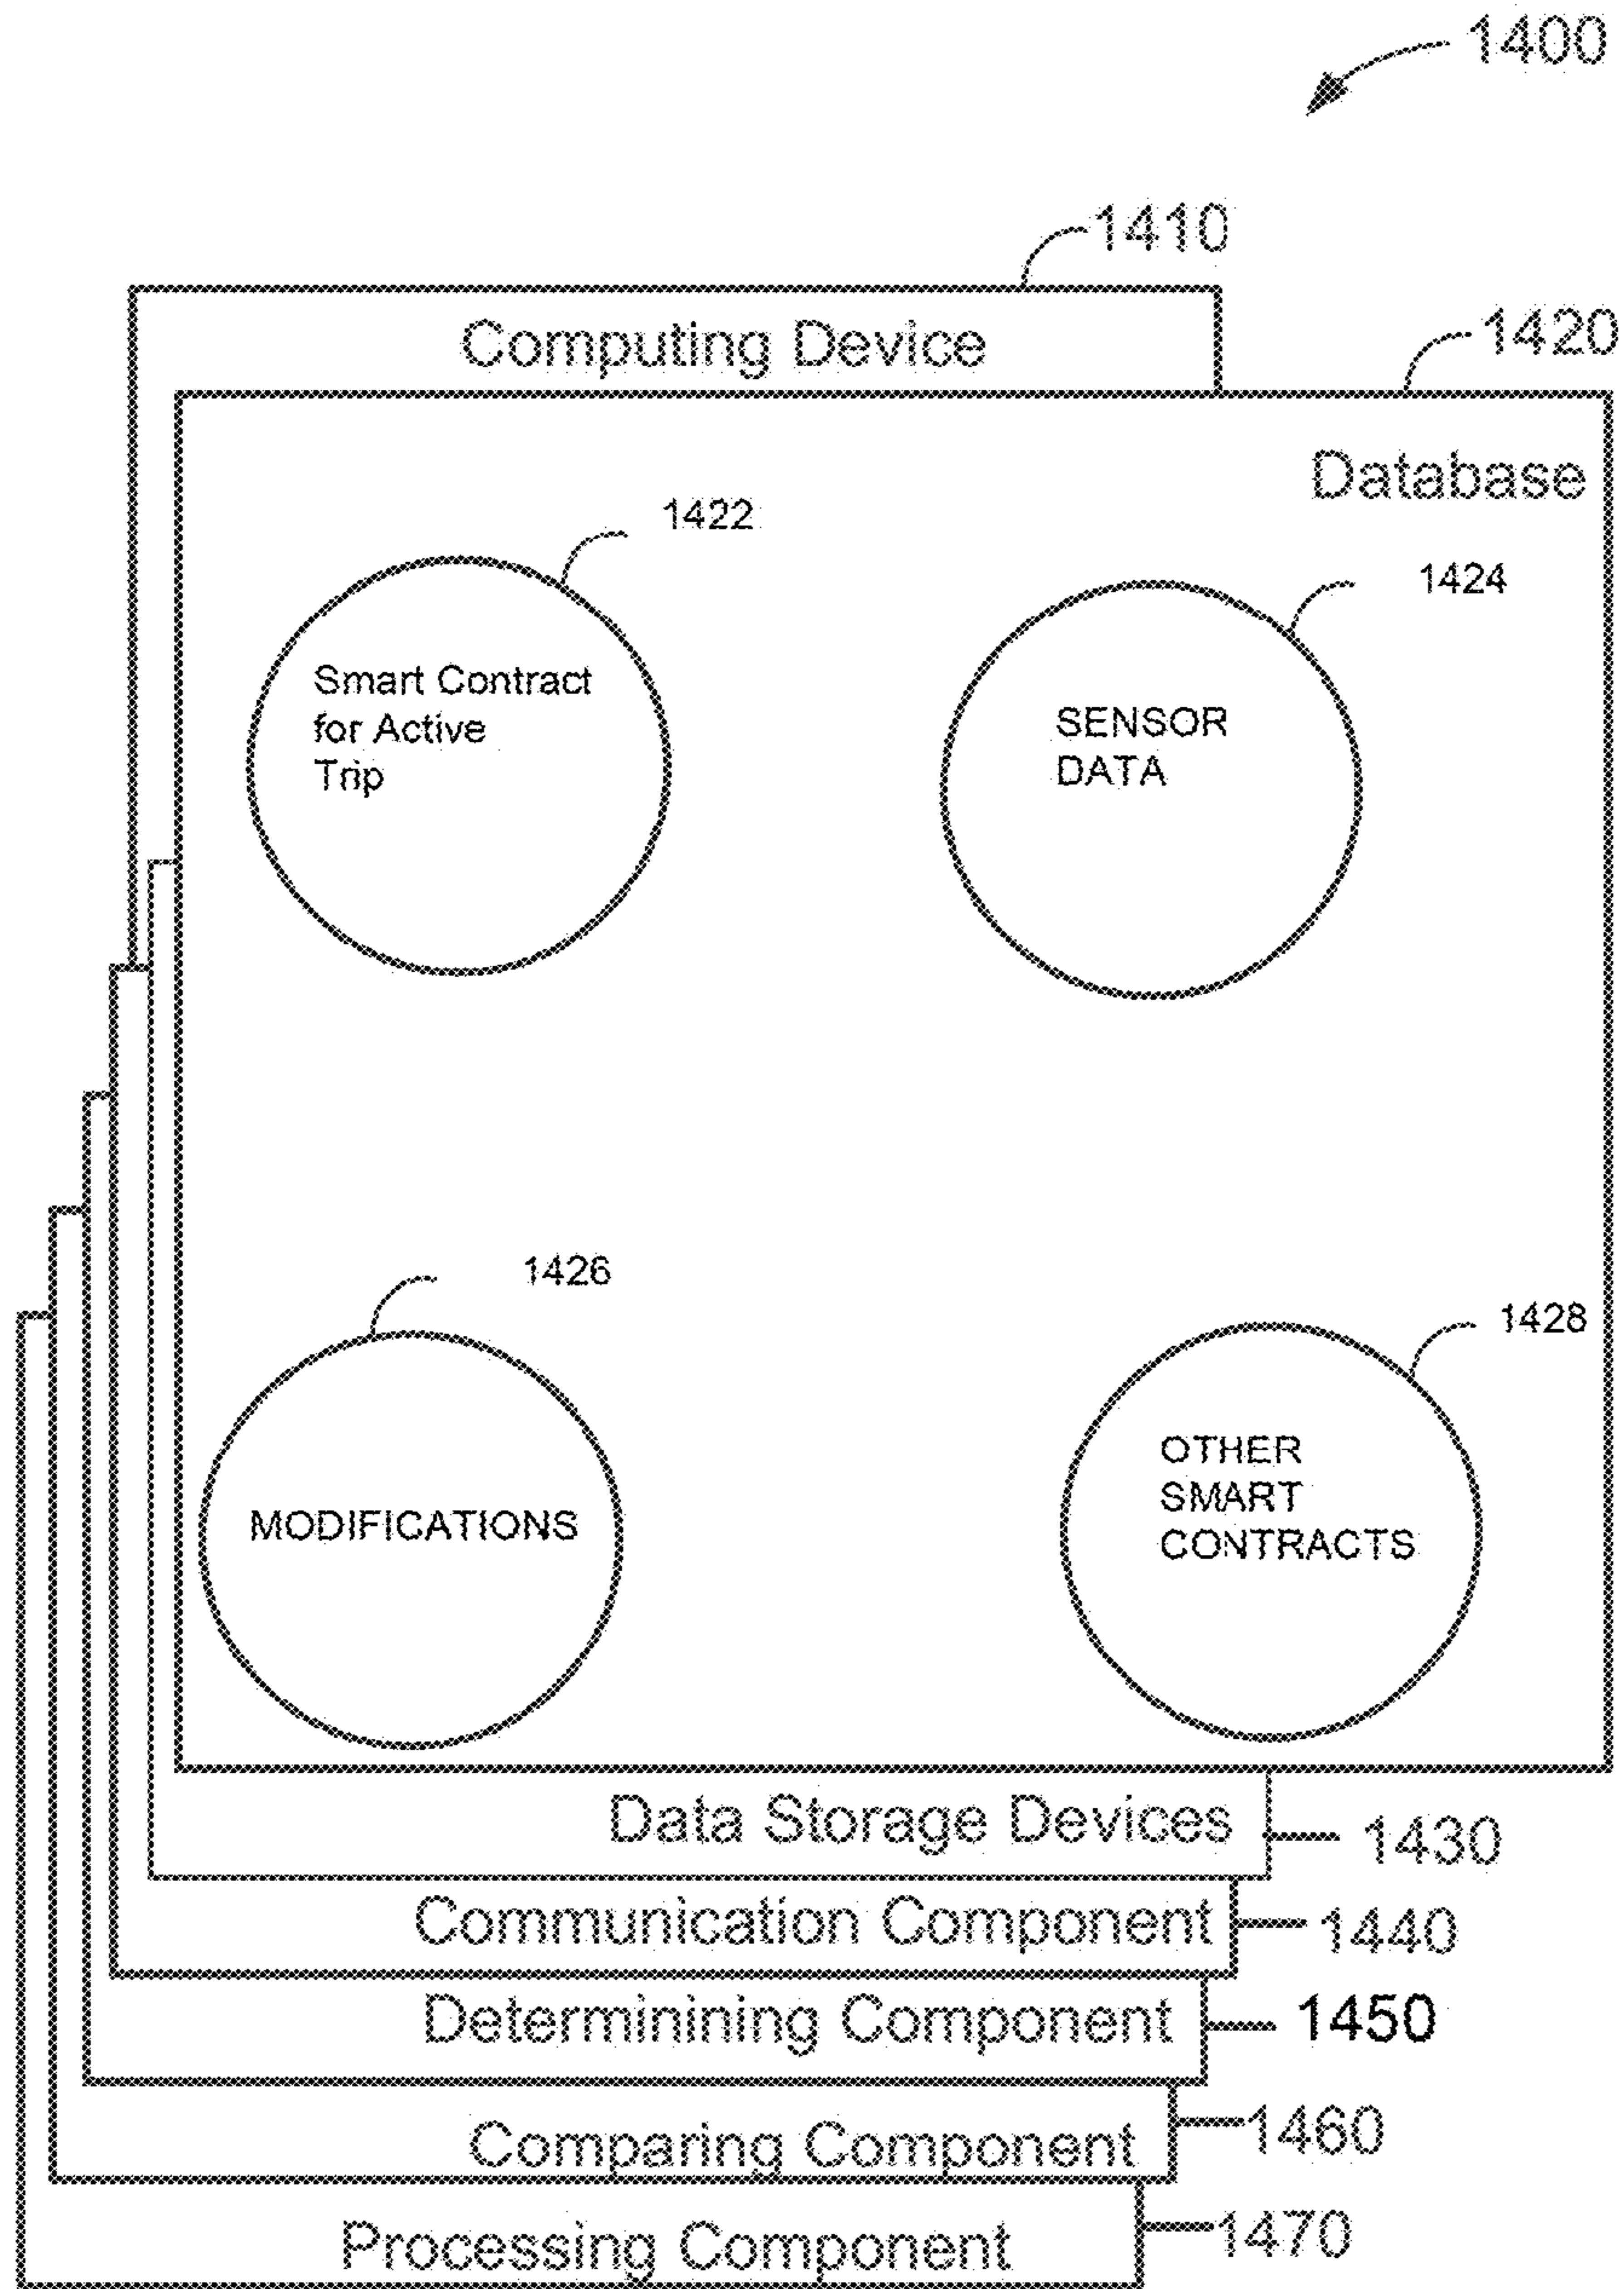 1400
1410
Computing Device
1420
Database
1422
1424
Smart Contract
for Active
Trip
SENSOR
DATA
1426
1428
MODIFICATIONS
OTHER
SMART
CONTRACTS
Data Storage Devices
1430
Communication Component
1440
Determinining Component
1450
Comparing Component
1460
Processing Component
1470